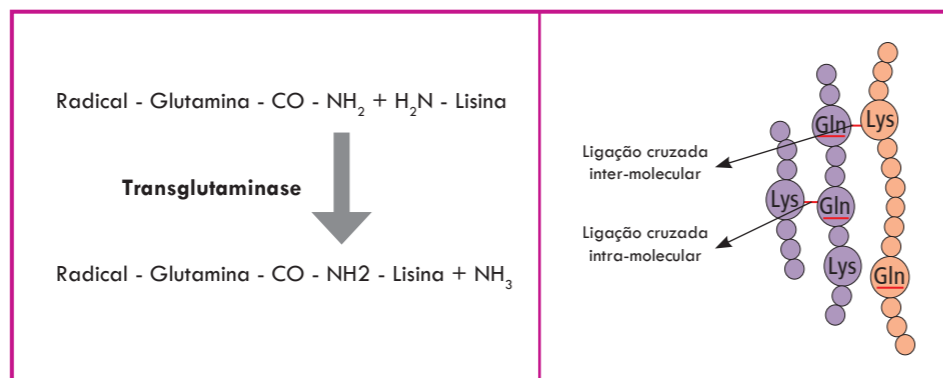 Radical - Glutamina - CO - NH₂ + H₂N - Lisina
Transglutaminase
Radical - Glutamina - CO - NH2 - Lisina + NH₃
Ligação cruzada
inter-molecular
Ligação cruzada
intra-molecular
Gln
Lys
Lys
Gln
Lys
Gln